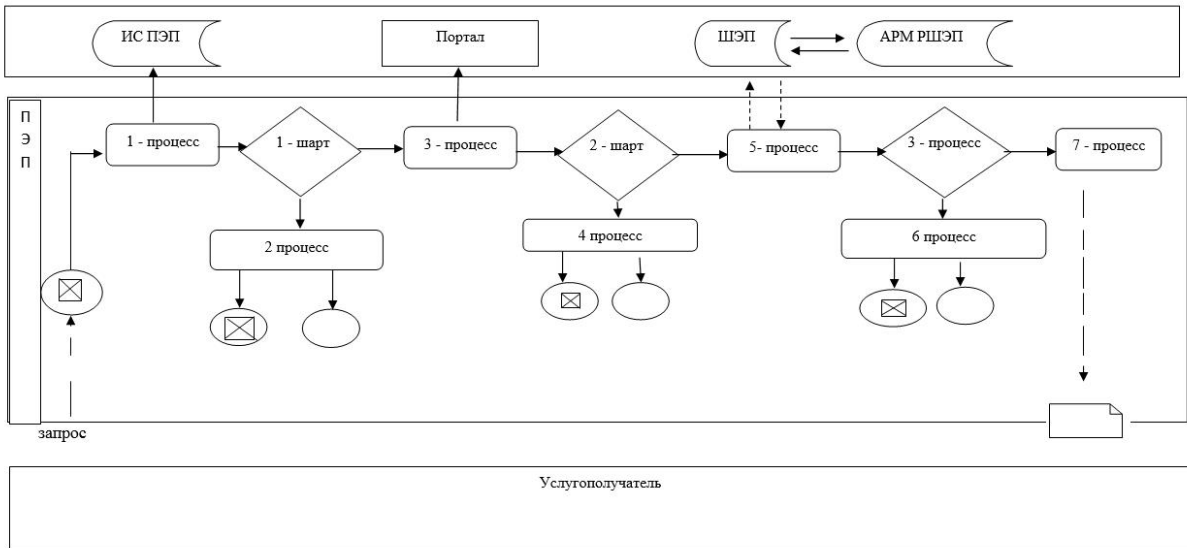 ИС ПЭП
Портал
ШЭП
АРМ РШЭП
П
Э
П
1 - процесс
1 - шарт
3 - процесс
2 - шарт
5- процесс
3 - процесс
7 - процесс
2 процесс
4 процесс
6 процесс
запрос
Услугополучатель